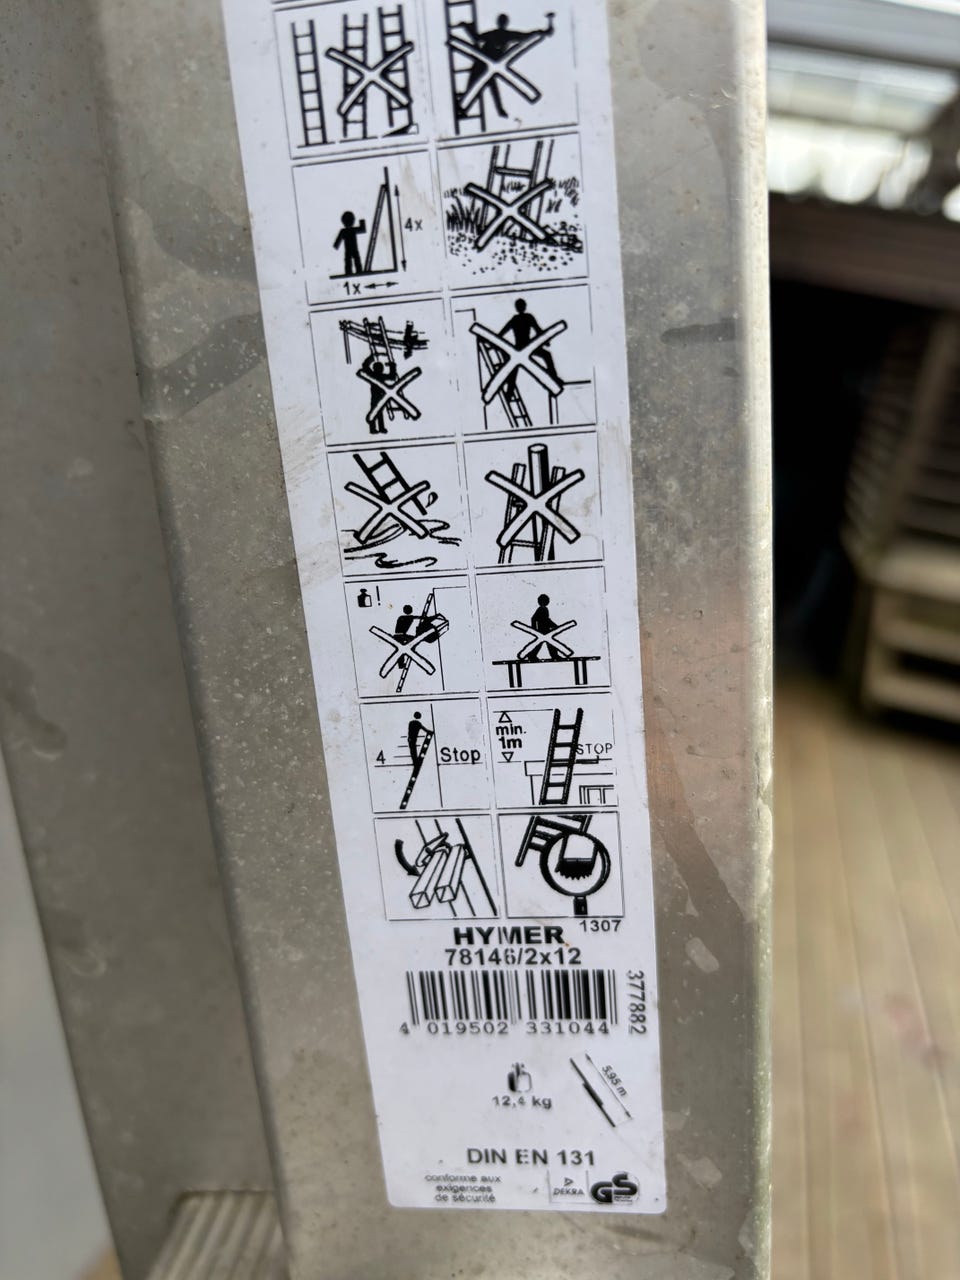 4x
1x
!
4 Stop
min.
1m
STOP
1307
HYMER
78146/2x12
377882
4 019502 331044
12,4 kg
5,95 m
DIN EN 131
conforme aux
exigences
de sécurité
DEKRA
GS